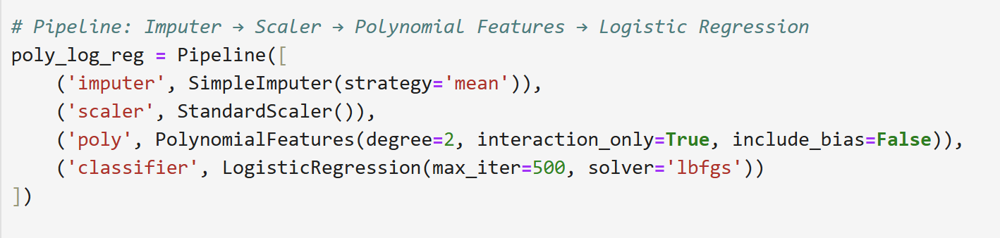 # Pipeline: Imputer → Scaler → Polynomial Features → Logistic Regression
poly_log_reg = Pipeline([
    ('imputer', SimpleImputer(strategy='mean')),
    ('scaler', StandardScaler()),
    ('poly', PolynomialFeatures(degree=2, interaction_only=True, include_bias=False)),
    ('classifier', LogisticRegression(max_iter=500, solver='lbfgs'))
])